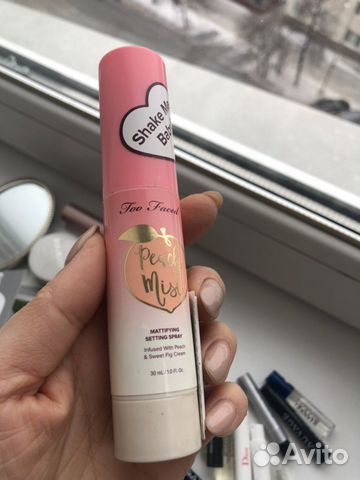 Shake Me
Baby
Too Faced
Peach
Mist
MATTIFYING
SETTING SPRAY
Infused With Peach
& Sweet Fig Cream
30 mL / 1.0 Fl. Oz.
Dior
Avito